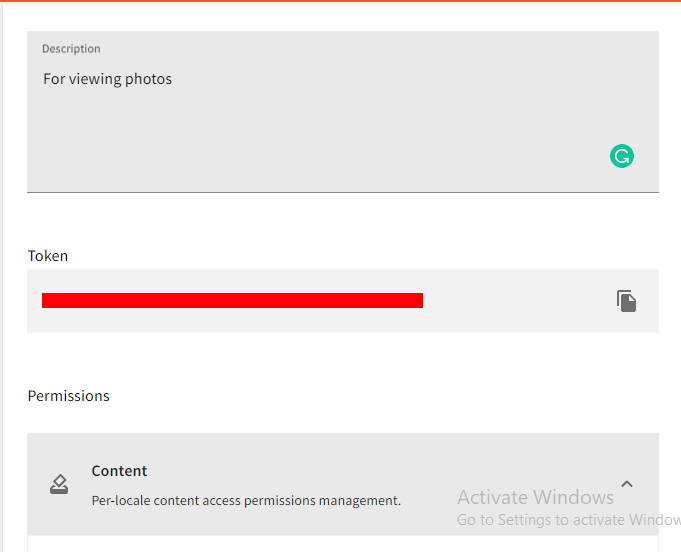 Description
For viewing photos
Token
Permissions
Content
Per-locale content access permissions management.
Activate Windows
Go to Settings to activate Window